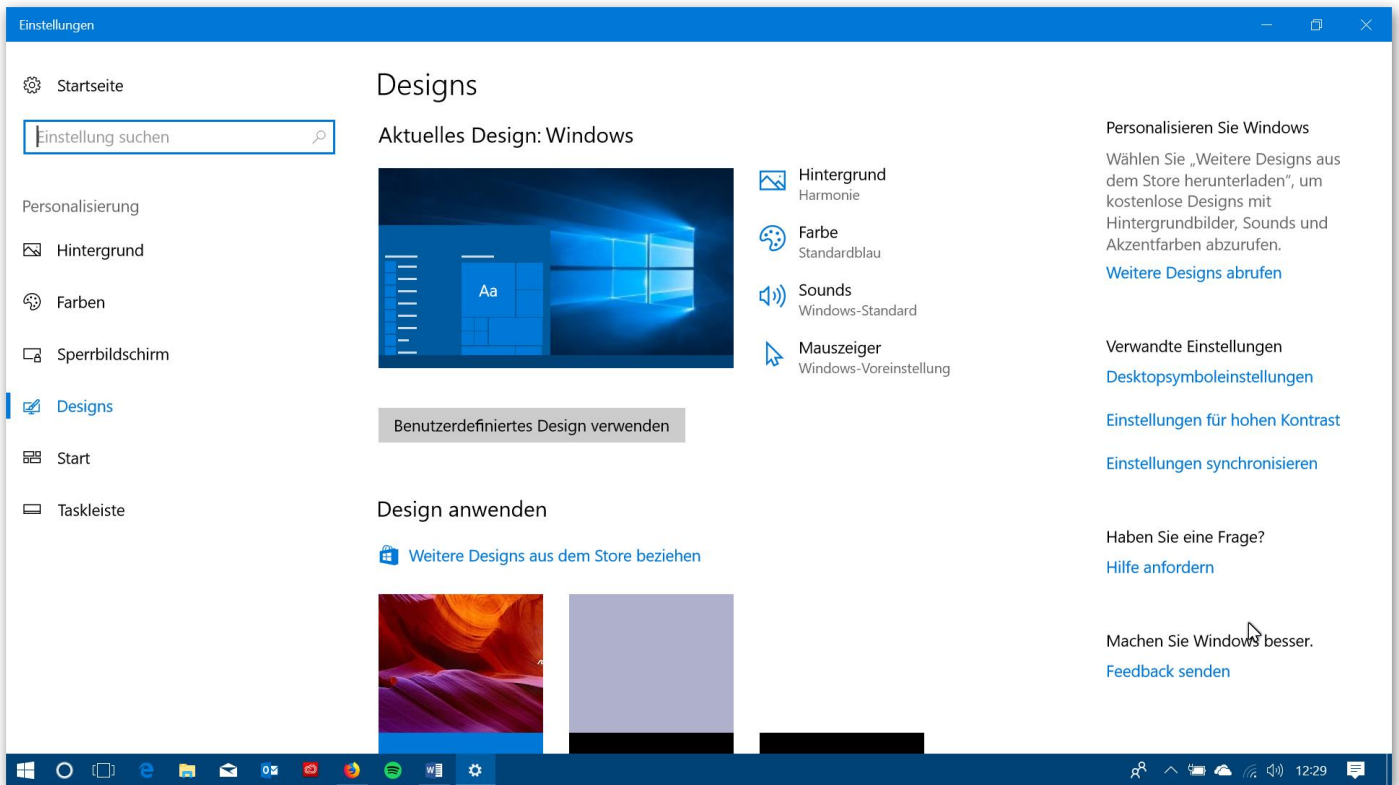 Einstellungen
Startseite
Einstellung suchen
Personalisierung
Hintergrund
Farben
Sperrbildschirm
Designs
Start
Taskleiste
Designs
Aktuelles Design: Windows
Aa
Hintergrund
Harmonie
Farbe
Standardblau
Sounds
Windows-Standard
Mauszeiger
Windows-Voreinstellung
Benutzerdefiniertes Design verwenden
Design anwenden
Weitere Designs aus dem Store beziehen
Personalisieren Sie Windows
Wählen Sie „Weitere Designs aus
dem Store herunterladen“, um
kostenlose Designs mit
Hintergrundbilder, Sounds und
Akzentfarben abzurufen.
Weitere Designs abrufen
Verwandte Einstellungen
Desktopsymboleinstellungen
Einstellungen für hohen Kontrast
Einstellungen synchronisieren
Haben Sie eine Frage?
Hilfe anfordern
Machen Sie Windows besser.
Feedback senden
12:29